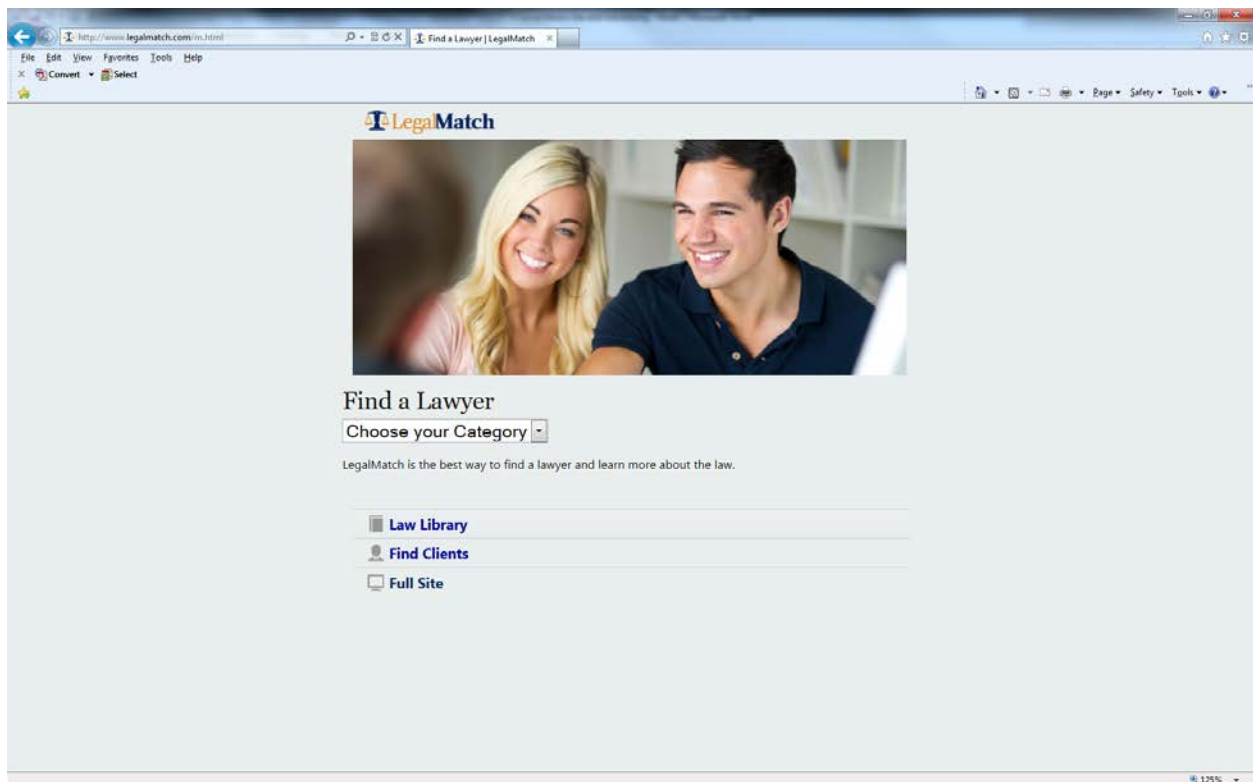 http://www.legalmatch.com/m.html
Find a Lawyer | LegalMatch
File Edit View Favorites Tools Help
Convert Select
Page Safety Tools
LegalMatch
Find a Lawyer
Choose your Category
LegalMatch is the best way to find a lawyer and learn more about the law.
Law Library
Find Clients
Full Site
125%